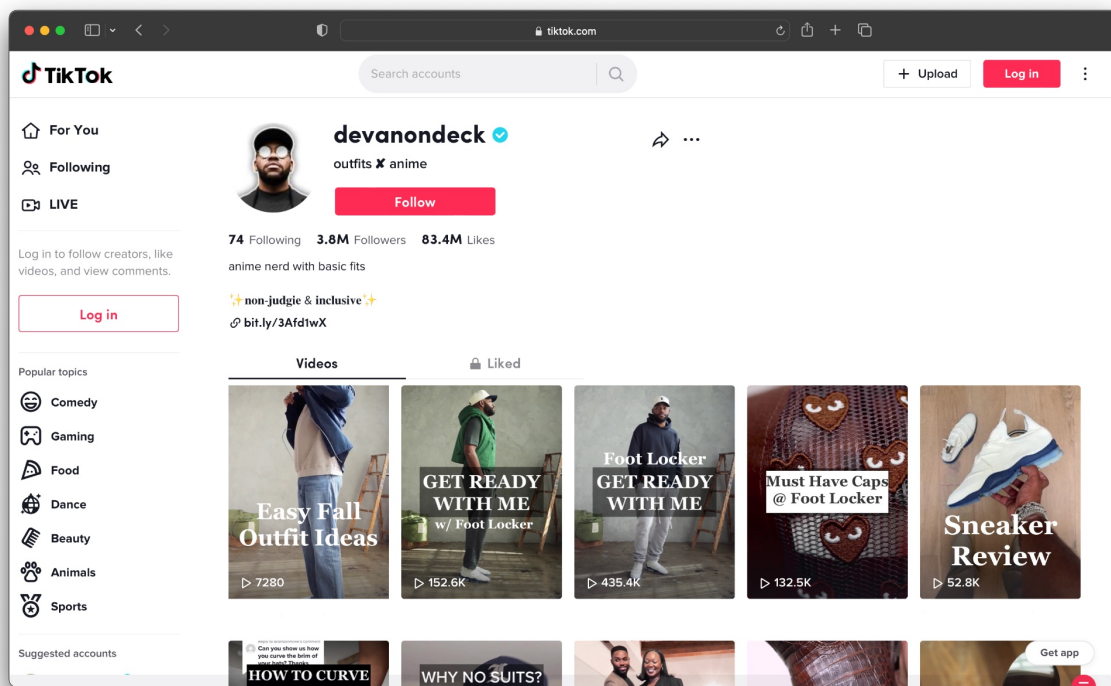 tiktok.com
TikTok
Search accounts
+ Upload
Log in
For You
Following
LIVE
Log in to follow creators, like
videos, and view comments.
Log in
Popular topics
Comedy
Gaming
Food
Dance
Beauty
Animals
Sports
Suggested accounts
devanondeck
outfits ✘ anime
Follow
74 Following 3.8M Followers 83.4M Likes
anime nerd with basic fits
✨non-judgie & inclusive✨
bit.ly/3Afd1wX
Videos
Liked
Easy Fall
Outfit Ideas
7280
GET READY
WITH ME
w/ Foot Locker
152.6K
Foot Locker
GET READY
WITH ME
435.4K
Must Have Caps
@ Foot Locker
132.5K
Sneaker
Review
52.8K
Can you show us how
you curve the brim of
your hats? Thanks
HOW TO CURVE
WHY NO SUITS?
Get app